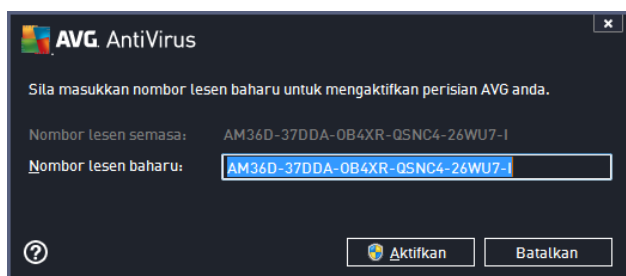 AVG. AntiVirus
Sila masukkan nombor lesen baharu untuk mengaktifkan perisian AVG anda.
Nombor lesen semasa: AM36D-37DDA-OB4XR-QSNC4-26WU7-I
Nombor lesen baharu: AM36D-37DDA-OB4XR-QSNC4-26WU7-I
Aktifkan Batalkan